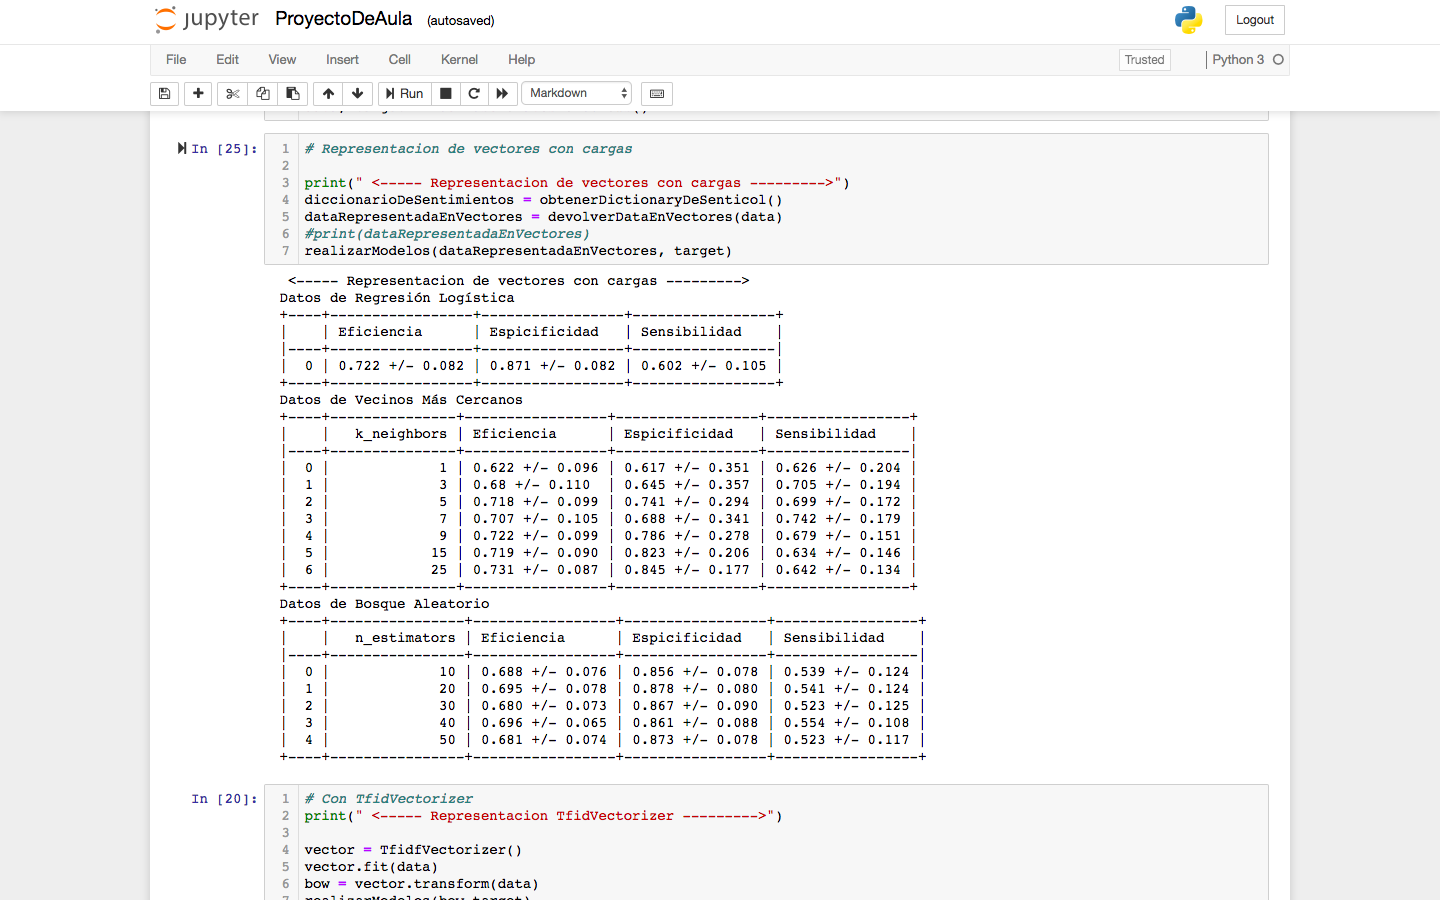 jupyter ProyectoDeAula (autosaved) Logout
File Edit View Insert Cell Kernel Help Trusted Python 3
Run Markdown
In [25]:
1 # Representacion de vectores con cargas
2
3 print(" <----- Representacion de vectores con cargas --------->")
4 diccionarioDeSentimientos = obtenerDictionaryDeSenticol()
5 dataRepresentadaEnVectores = devolverDataEnVectores(data)
6 #print(dataRepresentadaEnVectores)
7 realizarModelos(dataRepresentadaEnVectores, target)
<----- Representacion de vectores con cargas --------->
Datos de Regresión Logística
+----+-----------------+-----------------+-----------------+
|    | Eficiencia      | Espicificidad   | Sensibilidad    |
|----+-----------------+-----------------+-----------------|
|  0 | 0.722 +/- 0.082 | 0.871 +/- 0.082 | 0.602 +/- 0.105 |
+----+-----------------+-----------------+-----------------+
Datos de Vecinos Más Cercanos
+----+---------------+-----------------+-----------------+-----------------+
|    |   k_neighbors | Eficiencia      | Espicificidad   | Sensibilidad    |
|----+---------------+-----------------+-----------------+-----------------|
|  0 |             1 | 0.622 +/- 0.096 | 0.617 +/- 0.351 | 0.626 +/- 0.204 |
|  1 |             3 | 0.68 +/- 0.110  | 0.645 +/- 0.357 | 0.705 +/- 0.194 |
|  2 |             5 | 0.718 +/- 0.099 | 0.741 +/- 0.294 | 0.699 +/- 0.172 |
|  3 |             7 | 0.707 +/- 0.105 | 0.688 +/- 0.341 | 0.742 +/- 0.179 |
|  4 |             9 | 0.722 +/- 0.099 | 0.786 +/- 0.278 | 0.679 +/- 0.151 |
|  5 |            15 | 0.719 +/- 0.090 | 0.823 +/- 0.206 | 0.634 +/- 0.146 |
|  6 |            25 | 0.731 +/- 0.087 | 0.845 +/- 0.177 | 0.642 +/- 0.134 |
+----+---------------+-----------------+-----------------+-----------------+
Datos de Bosque Aleatorio
+----+----------------+-----------------+-----------------+-----------------+
|    |   n_estimators | Eficiencia      | Espicificidad   | Sensibilidad    |
|----+----------------+-----------------+-----------------+-----------------|
|  0 |             10 | 0.688 +/- 0.076 | 0.856 +/- 0.078 | 0.539 +/- 0.124 |
|  1 |             20 | 0.695 +/- 0.078 | 0.878 +/- 0.080 | 0.541 +/- 0.124 |
|  2 |             30 | 0.680 +/- 0.073 | 0.867 +/- 0.090 | 0.523 +/- 0.125 |
|  3 |             40 | 0.696 +/- 0.065 | 0.861 +/- 0.088 | 0.554 +/- 0.108 |
|  4 |             50 | 0.681 +/- 0.074 | 0.873 +/- 0.078 | 0.523 +/- 0.117 |
+----+----------------+-----------------+-----------------+-----------------+
In [20]:
1 # Con TfidVectorizer
2 print(" <----- Representacion TfidVectorizer --------->")
3
4 vector = TfidfVectorizer()
5 vector.fit(data)
6 bow = vector.transform(data)
7 realizarModelos(bow,target)